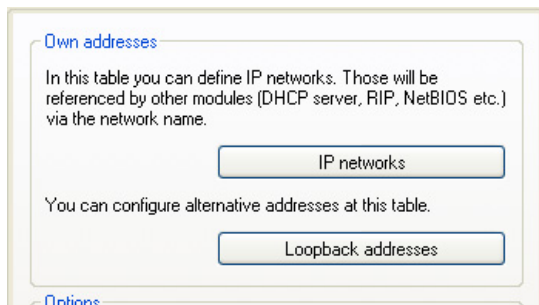 Own addresses
In this table you can define IP networks. Those will be
referenced by other modules (DHCP server, RIP, NetBIOS etc.)
via the network name.
IP networks
You can configure alternative addresses at this table.
Loopback addresses
Options